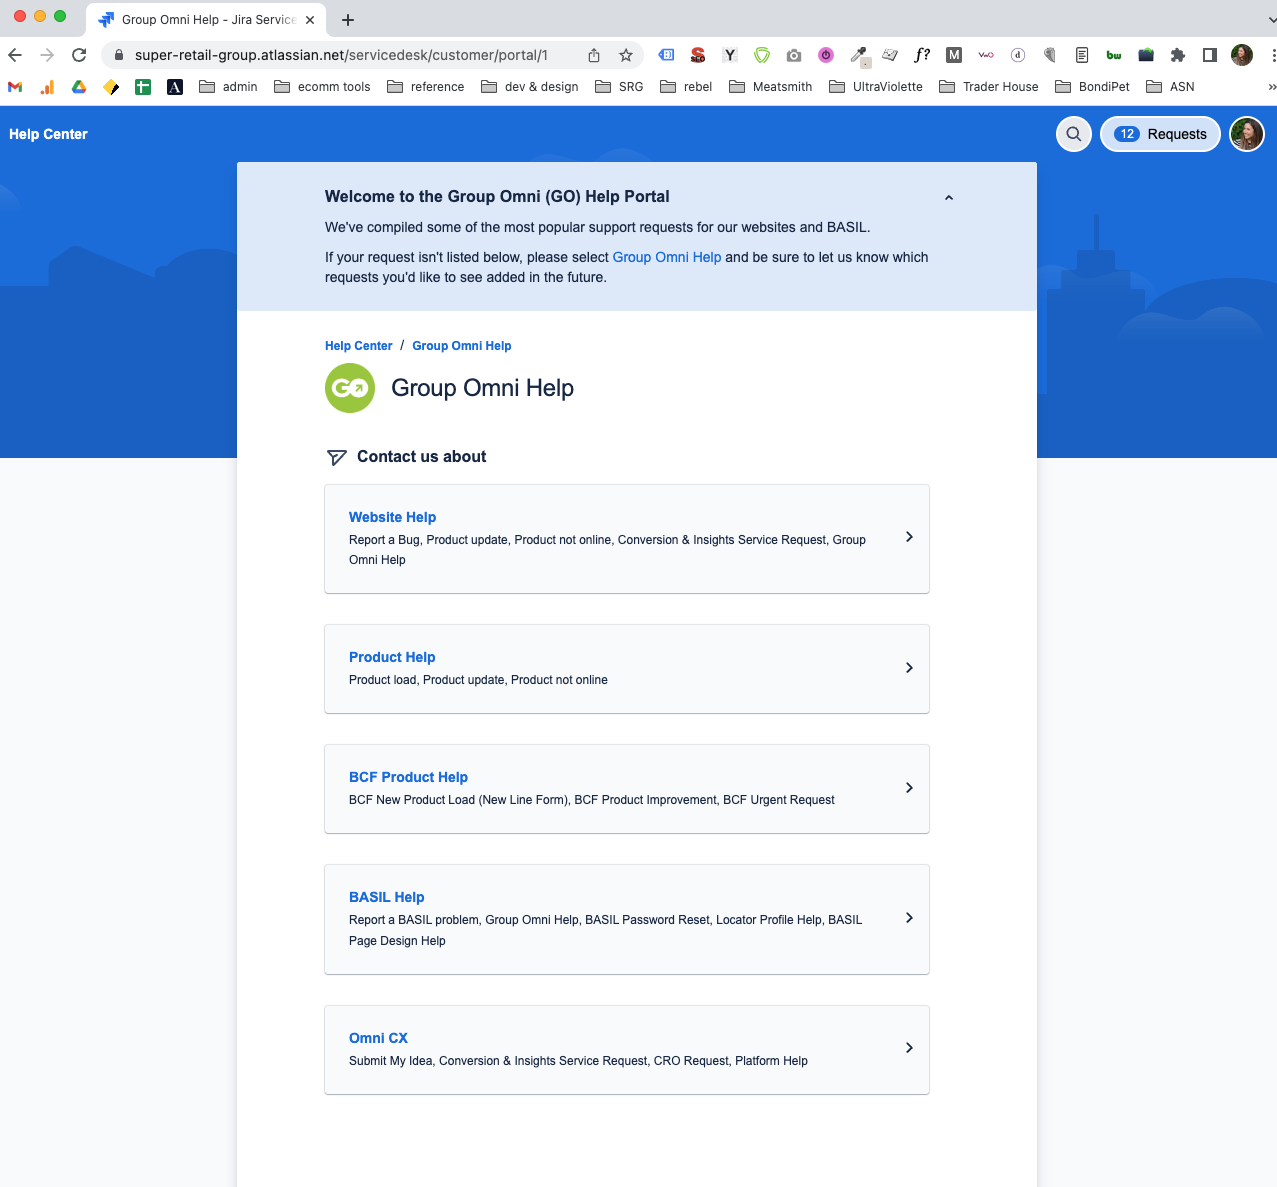 Group Omni Help - Jira Service
super-retail-group.atlassian.net/servicedesk/customer/portal/1
admin
ecomm tools
reference
dev & design
SRG
rebel
Meatsmith
UltraViolette
Trader House
BondiPet
ASN
Help Center
12 Requests
Welcome to the Group Omni (GO) Help Portal
We've compiled some of the most popular support requests for our websites and BASIL.
If your request isn't listed below, please select Group Omni Help and be sure to let us know which
requests you'd like to see added in the future.
Help Center / Group Omni Help
GO
Group Omni Help
Contact us about
Website Help
Report a Bug, Product update, Product not online, Conversion & Insights Service Request, Group
Omni Help
Product Help
Product load, Product update, Product not online
BCF Product Help
BCF New Product Load (New Line Form), BCF Product Improvement, BCF Urgent Request
BASIL Help
Report a BASIL problem, Group Omni Help, BASIL Password Reset, Locator Profile Help, BASIL
Page Design Help
Omni CX
Submit My Idea, Conversion & Insights Service Request, CRO Request, Platform Help